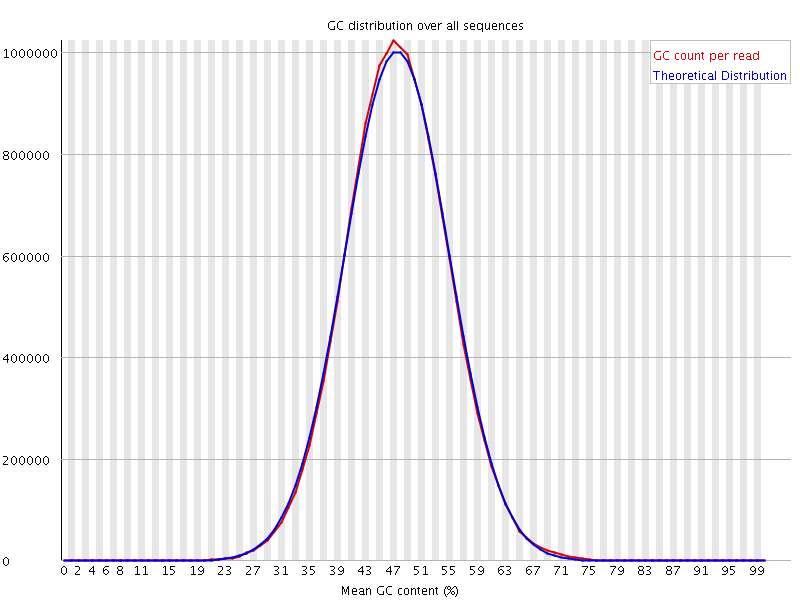 GC distribution over all sequences
GC count per read
Theoretical Distribution
1000000
800000
600000
400000
200000
0
0 2 4 6 8 11 15 19 23 27 31 35 39 43 47 51 55 59 63 67 71 75 79 83 87 91 95 99
Mean GC content (%)